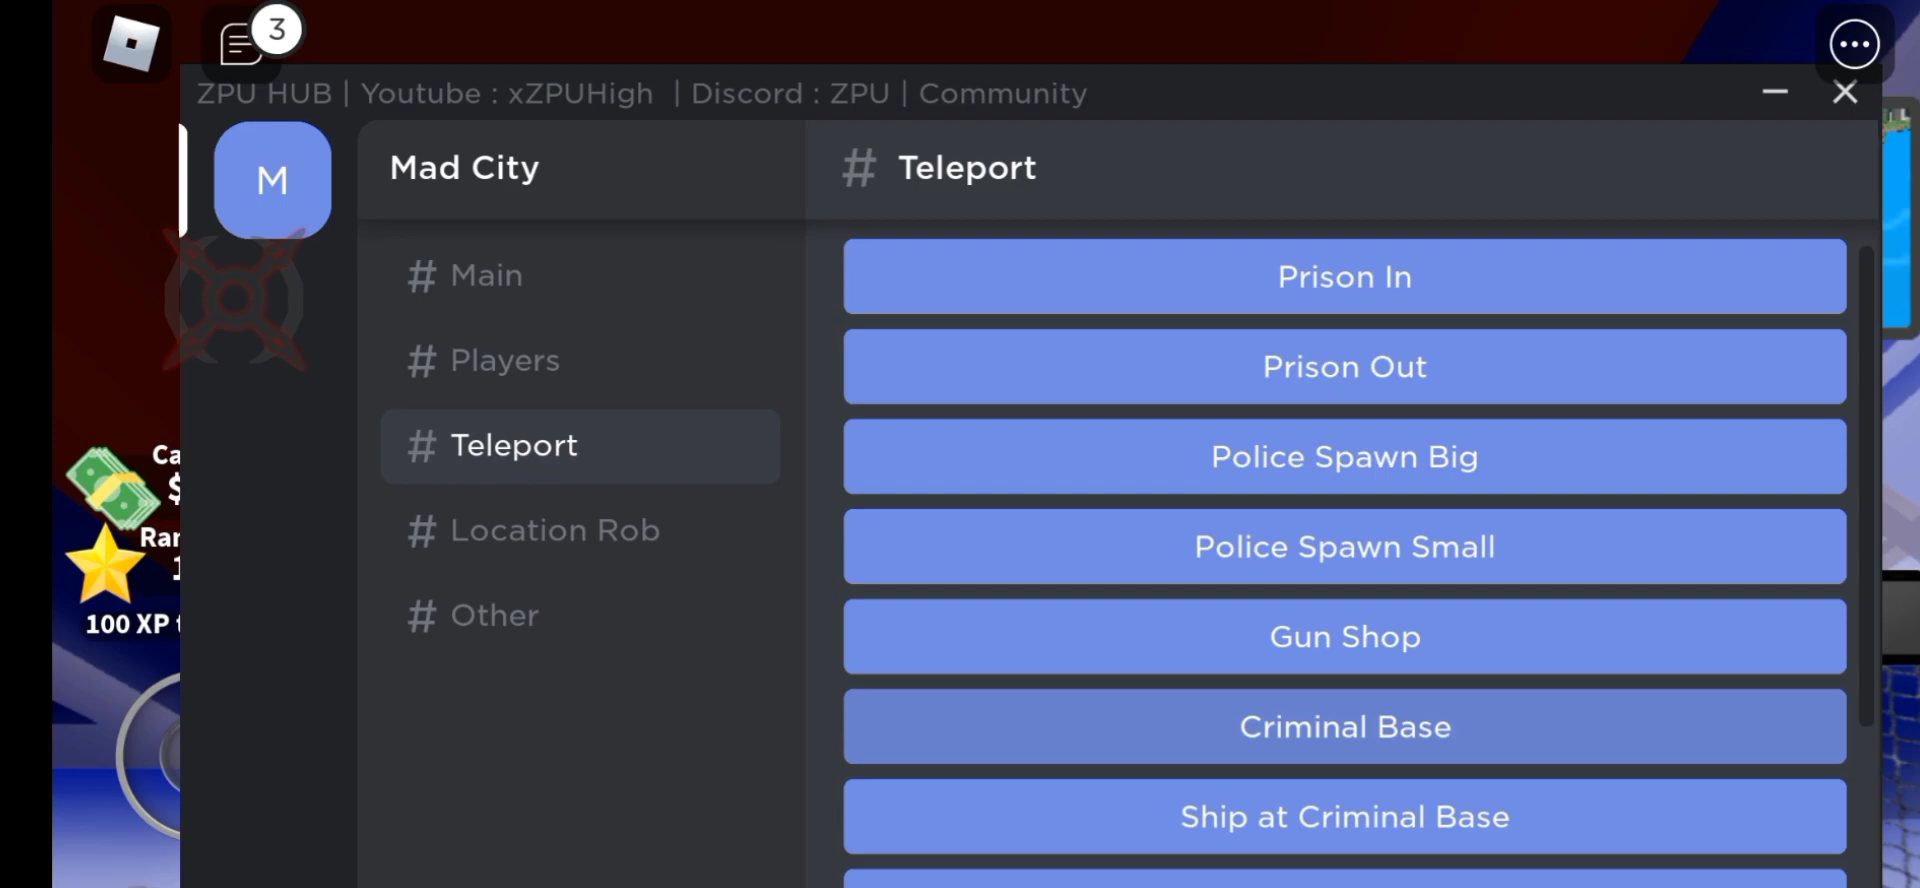 3
ZPU HUB | Youtube : xZPUHigh | Discord : ZPU | Community
M
Mad City
# Teleport
# Main
# Players
# Teleport
# Location Rob
# Other
Prison In
Prison Out
Police Spawn Big
Police Spawn Small
Gun Shop
Criminal Base
Ship at Criminal Base
$
100 XP